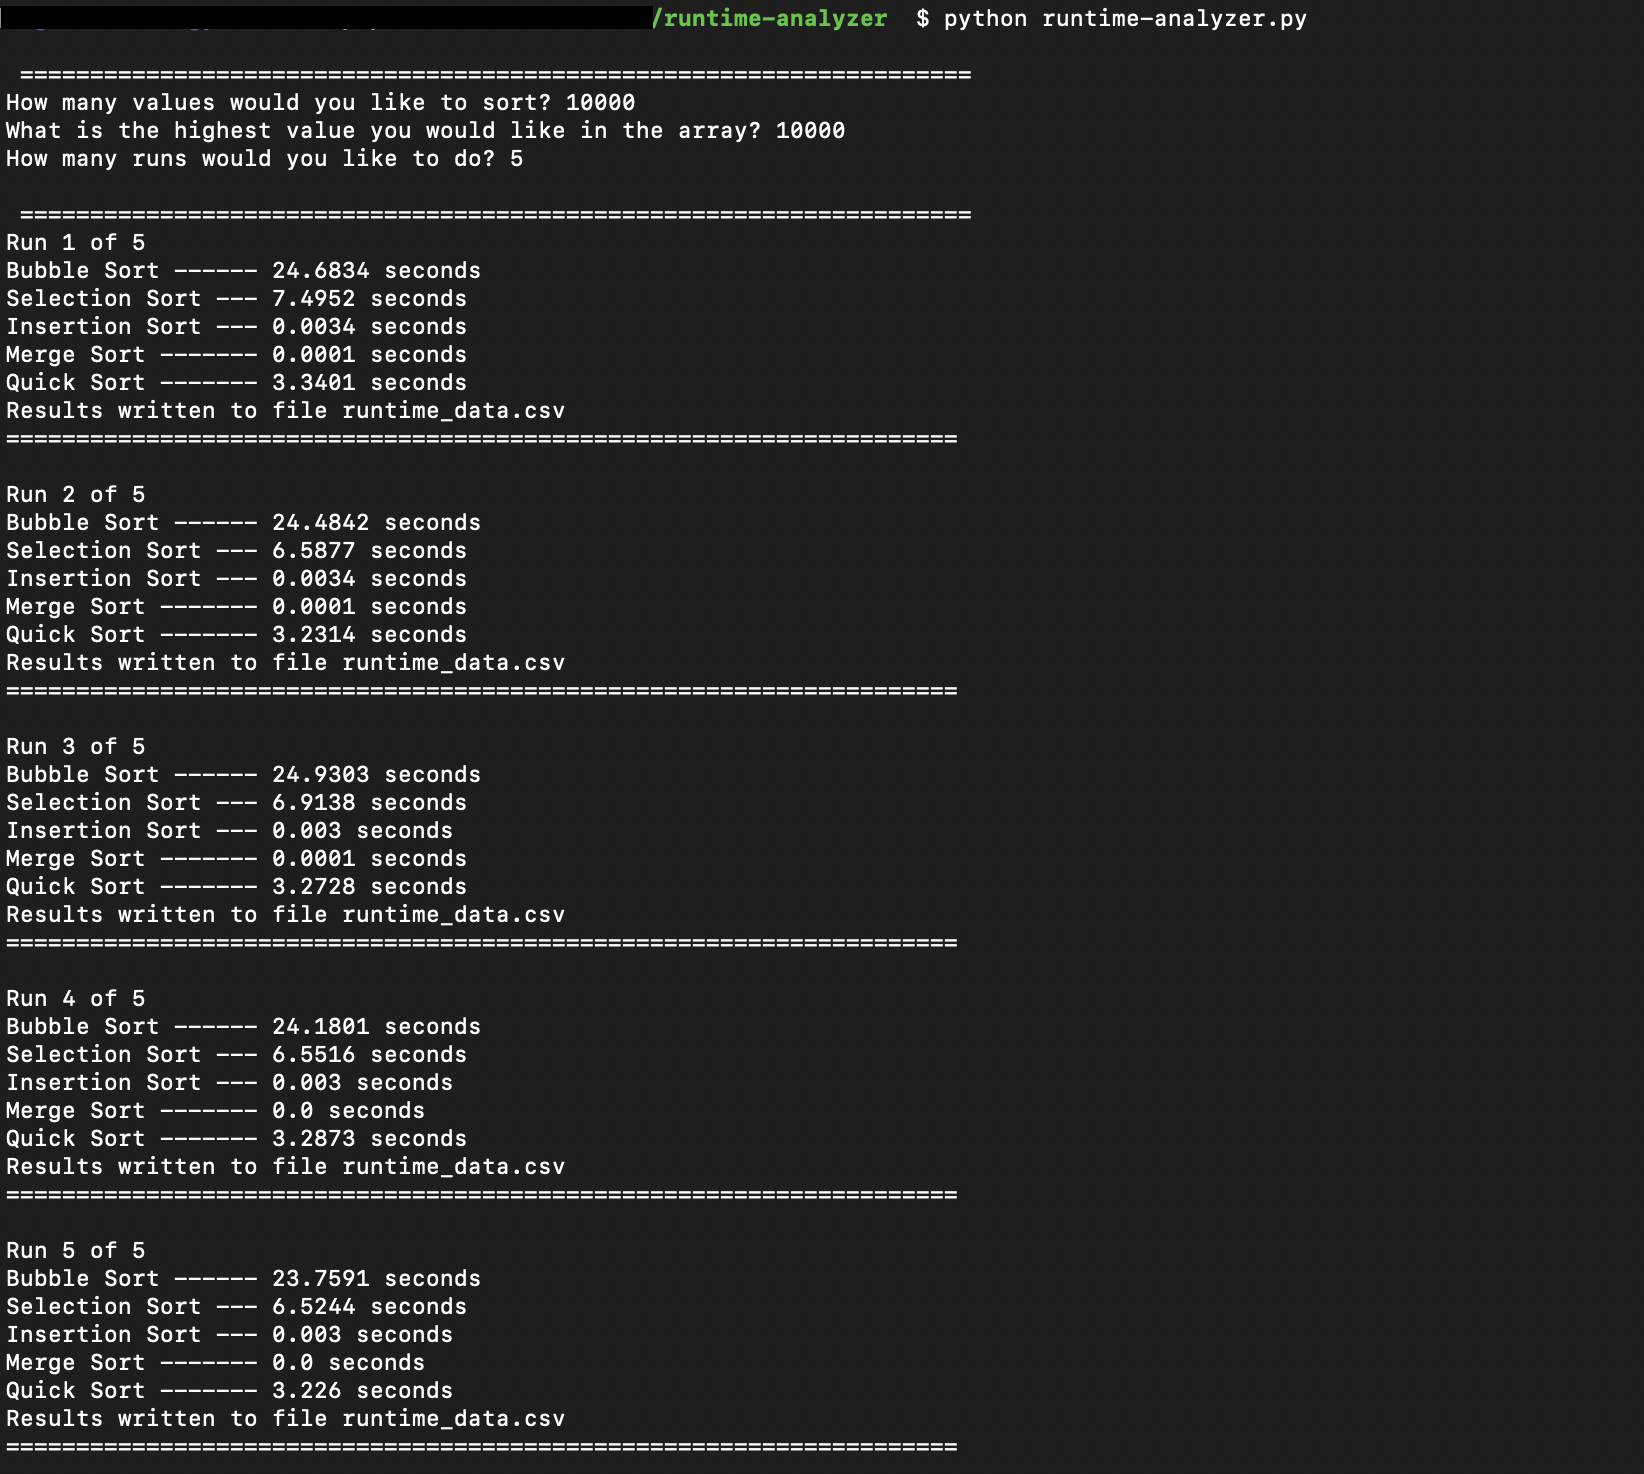 /runtime-analyzer $ python runtime-analyzer.py
===================================================================
How many values would you like to sort? 10000
What is the highest value you would like in the array? 10000
How many runs would you like to do? 5
===================================================================
Run 1 of 5
Bubble Sort ------ 24.6834 seconds
Selection Sort --- 7.4952 seconds
Insertion Sort --- 0.0034 seconds
Merge Sort ------- 0.0001 seconds
Quick Sort ------- 3.3401 seconds
Results written to file runtime_data.csv
===================================================================
Run 2 of 5
Bubble Sort ------ 24.4842 seconds
Selection Sort --- 6.5877 seconds
Insertion Sort --- 0.0034 seconds
Merge Sort ------- 0.0001 seconds
Quick Sort ------- 3.2314 seconds
Results written to file runtime_data.csv
===================================================================
Run 3 of 5
Bubble Sort ------ 24.9303 seconds
Selection Sort --- 6.9138 seconds
Insertion Sort --- 0.003 seconds
Merge Sort ------- 0.0001 seconds
Quick Sort ------- 3.2728 seconds
Results written to file runtime_data.csv
===================================================================
Run 4 of 5
Bubble Sort ------ 24.1801 seconds
Selection Sort --- 6.5516 seconds
Insertion Sort --- 0.003 seconds
Merge Sort ------- 0.0 seconds
Quick Sort ------- 3.2873 seconds
Results written to file runtime_data.csv
===================================================================
Run 5 of 5
Bubble Sort ------ 23.7591 seconds
Selection Sort --- 6.5244 seconds
Insertion Sort --- 0.003 seconds
Merge Sort ------- 0.0 seconds
Quick Sort ------- 3.226 seconds
Results written to file runtime_data.csv
===================================================================